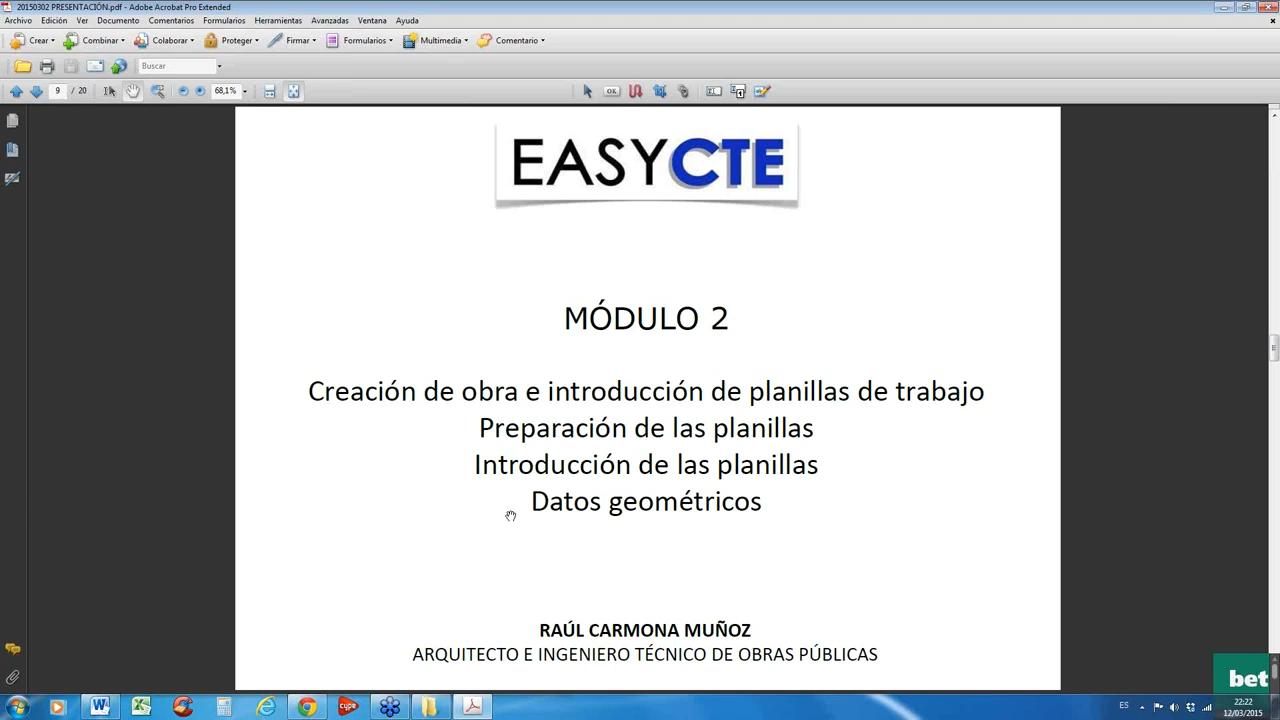 20150302 PRESENTACIÓN.pdf - Adobe Acrobat Pro Extended
Archivo Edición Ver Documento Comentarios Formularios Herramientas Avanzadas Ventana Ayuda
Crear Combinar Colaborar Proteger Firmar Formularios Multimedia Comentario
Buscar
9 / 20 68,1% OK
EASYCTE
MÓDULO 2
Creación de obra e introducción de planillas de trabajo
Preparación de las planillas
Introducción de las planillas
Datos geométricos
RAÚL CARMONA MUÑOZ
ARQUITECTO E INGENIERO TÉCNICO DE OBRAS PÚBLICAS
bet
cype ES 22:22
12/03/2015